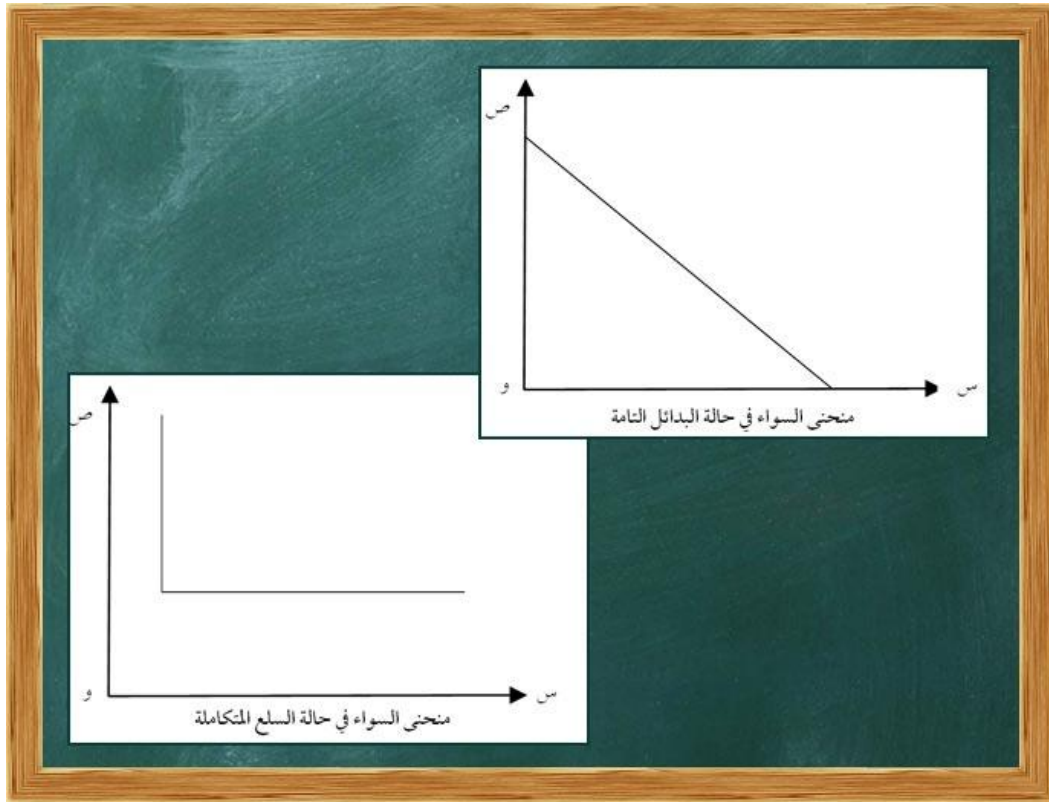 ص
و
س
منحنى السواء في حالة البدائل التامة
ص
و
س
منحنى السواء في حالة السلع المتكاملة